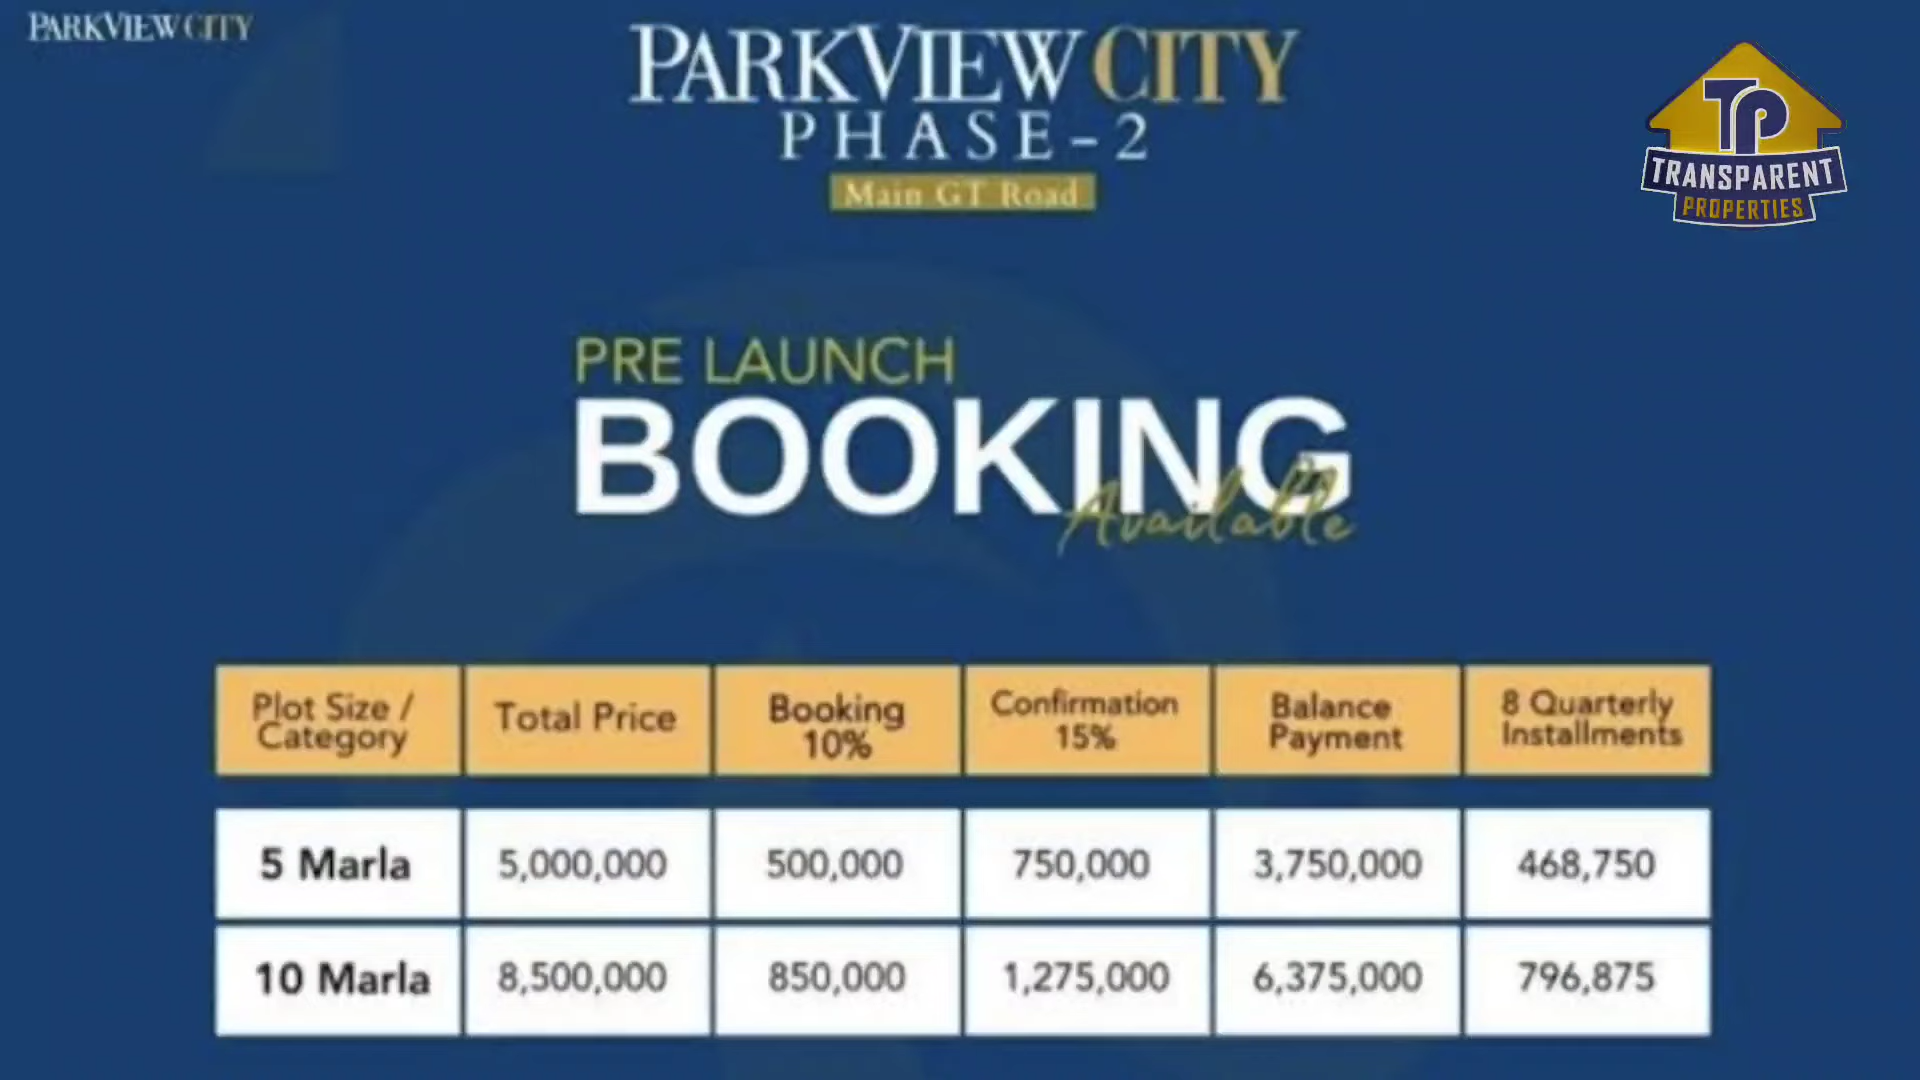 PARKVIEW CITY
PARKVIEW CITY
PHASE-2
Main GT Road
TP
TRANSPARENT
PROPERTIES
PRE LAUNCH
BOOKING
Available
Plot Size / Category Total Price Booking 10% Confirmation 15% Balance Payment 8 Quarterly Installments
5 Marla 5,000,000 500,000 750,000 3,750,000 468,750
10 Marla 8,500,000 850,000 1,275,000 6,375,000 796,875